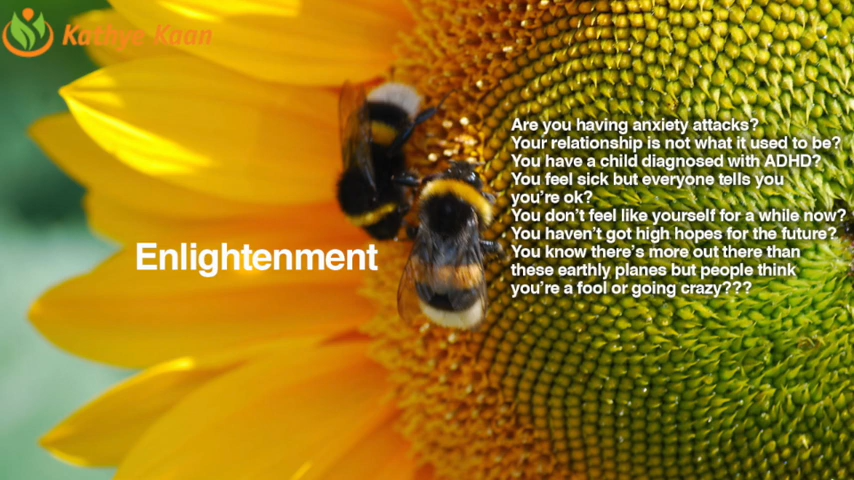 Kathye Kaan
Are you having anxiety attacks?
Your relationship is not what it used to be?
You have a child diagnosed with ADHD?
You feel sick but everyone tells you
you're ok?
You don't feel like yourself for a while now?
You haven't got high hopes for the future?
You know there's more out there than
these earthly planes but people think
you're a fool or going crazy???
Enlightenment